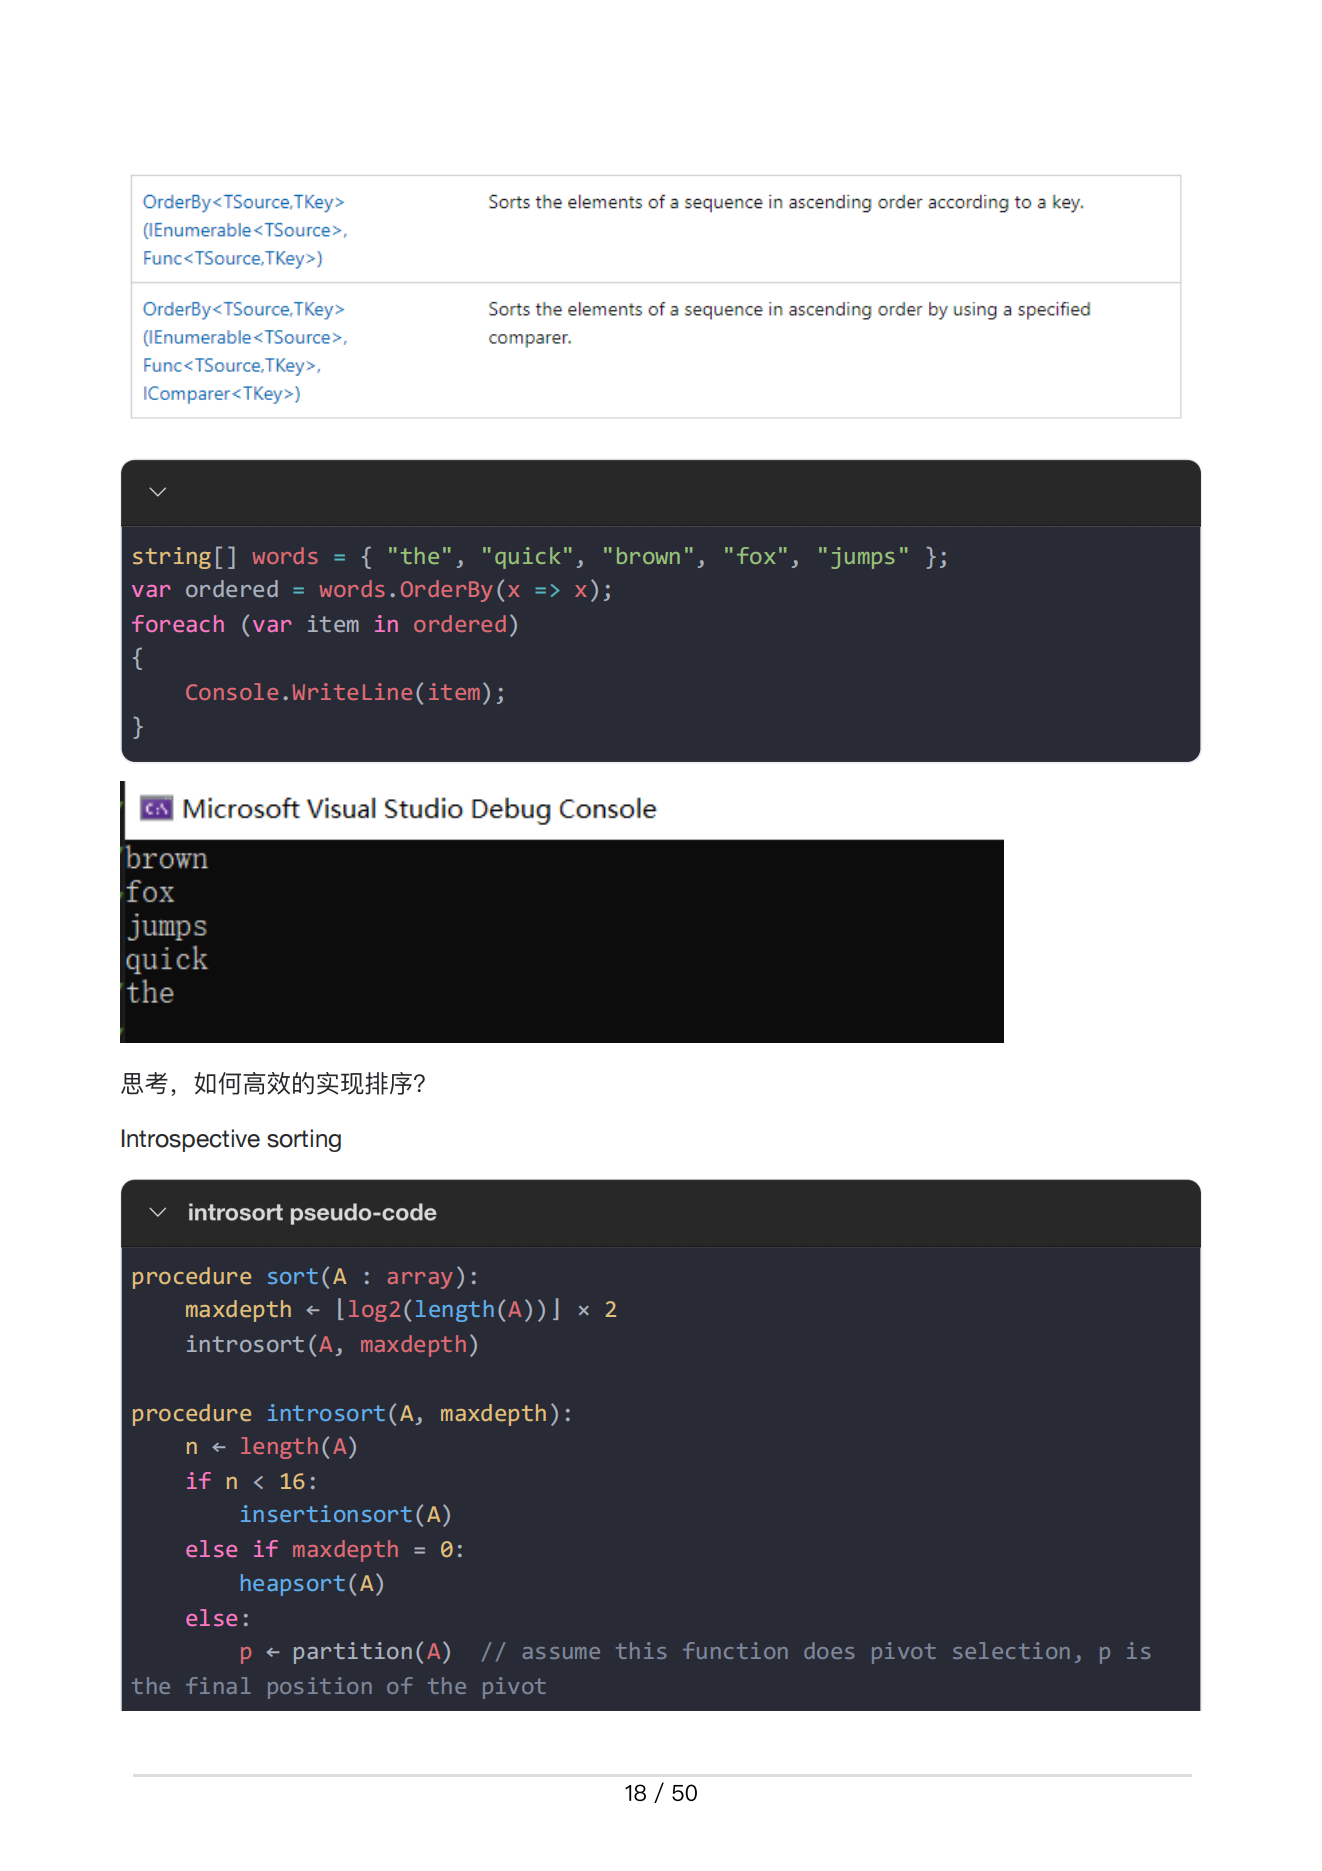 OrderBy<TSource,TKey>
(IEnumerable<TSource>,
Func<TSource,TKey>)
Sorts the elements of a sequence in ascending order according to a key.
OrderBy<TSource,TKey>
(IEnumerable<TSource>,
Func<TSource,TKey>,
IComparer<TKey>)
Sorts the elements of a sequence in ascending order by using a specified
comparer.
string[] words = { "the", "quick", "brown", "fox", "jumps" };
var ordered = words.OrderBy(x => x);
foreach (var item in ordered)
{
    Console.WriteLine(item);
}
C:\ Microsoft Visual Studio Debug Console
brown
fox
jumps
quick
the
思考，如何高效的实现排序?
Introspective sorting
introsort pseudo-code
procedure sort(A : array):
    maxdepth ← ⌊log2(length(A))⌋ × 2
    introsort(A, maxdepth)
procedure introsort(A, maxdepth):
    n ← length(A)
    if n < 16:
        insertionsort(A)
    else if maxdepth = 0:
        heapsort(A)
    else:
        p ← partition(A)  // assume this function does pivot selection, p is
the final position of the pivot
18 / 50